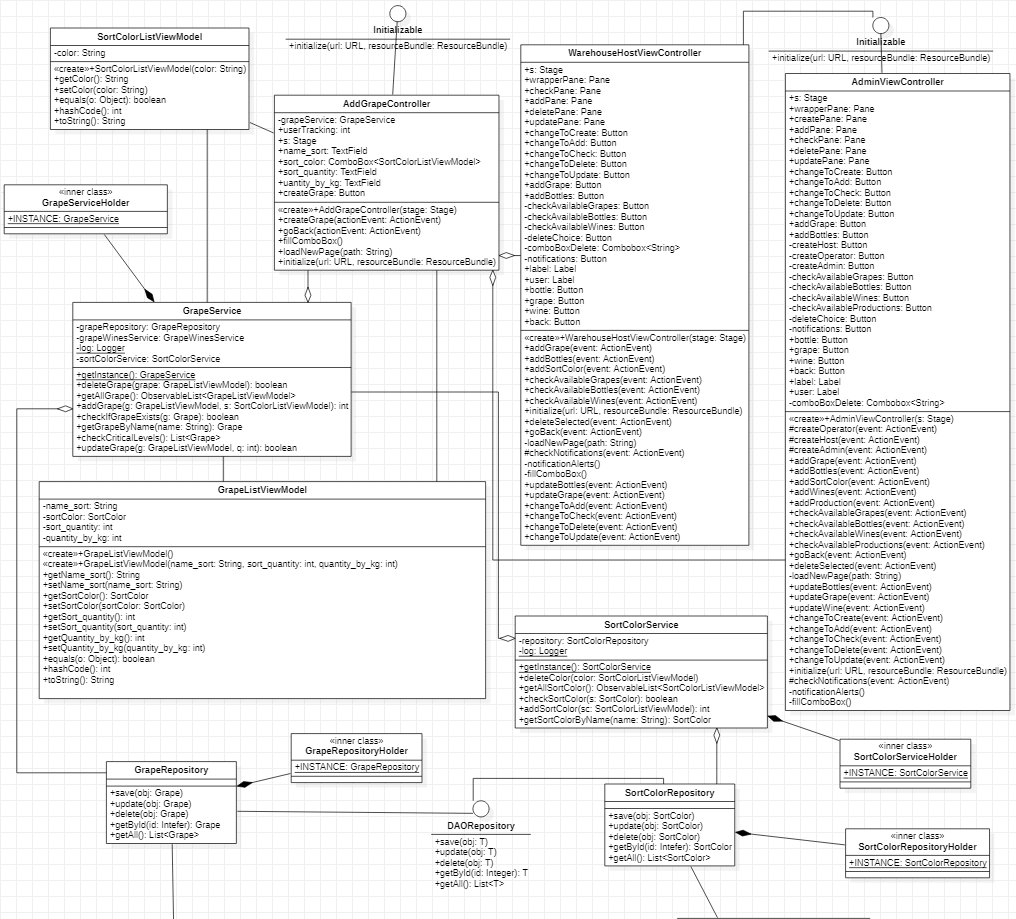 SortColorListViewModel
-color: String
«create»+SortColorListViewModel(color: String)
+getColor(): String
+setColor(color: String)
+equals(o: Object): boolean
+hashCode(): int
+toString(): String
Initializable
+initialize(url: URL, resourceBundle: ResourceBundle)
AddGrapeController
-grapeService: GrapeService
+userTracking: int
+s: Stage
+name_sort: TextField
+sort_color: ComboBox<SortColorListViewModel>
+sort_quantity: TextField
+uantity_by_kg: TextField
+createGrape: Button
«create»+AddGrapeController(stage: Stage)
+createGrape(actionEvent: ActionEvent)
+goBack(actionEvent: ActionEvent)
+fillComboBox()
+loadNewPage(path: String)
+initialize(url: URL, resourceBundle: ResourceBundle)
WarehouseHostViewController
+s: Stage
+wrapperPane: Pane
+checkPane: Pane
+addPane: Pane
+deletePane: Pane
+updatePane: Pane
+changeToCreate: Button
+changeToAdd: Button
+changeToCheck: Button
+changeToDelete: Button
+changeToUpdate: Button
+addGrape: Button
+addBottles: Button
-checkAvailableGrapes: Button
-checkAvailableBottles: Button
-checkAvailableWines: Button
-deleteChoice: Button
-comboBoxDelete: Combobox<String>
-notifications: Button
+label: Label
+user: Label
+bottle: Button
+grape: Button
+wine: Button
+back: Button
«create»+WarehouseHostViewController(stage: Stage)
+addGrape(event: ActionEvent)
+addBottles(event: ActionEvent)
+addSortColor(event: ActionEvent)
+checkAvailableGrapes(event: ActionEvent)
+checkAvailableBottles(event: ActionEvent)
+checkAvailableWines(event: ActionEvent)
+initialize(url: URL, resourceBundle: ResourceBundle)
+deleteSelected(event: ActionEvent)
+goBack(event: ActionEvent)
-loadNewPage(path: String)
#checkNotifications(event: ActionEvent)
-notificationAlerts()
-fillComboBox()
+updateBottles(event: ActionEvent)
+updateGrape(event: ActionEvent)
+changeToAdd(event: ActionEvent)
+changeToCheck(event: ActionEvent)
+changeToDelete(event: ActionEvent)
+changeToUpdate(event: ActionEvent)
Initializable
+initialize(url: URL, resourceBundle: ResourceBundle)
AdminViewController
+s: Stage
+wrapperPane: Pane
+createPane: Pane
+addPane: Pane
+checkPane: Pane
+deletePane: Pane
+updatePane: Pane
+changeToCreate: Button
+changeToAdd: Button
+changeToCheck: Button
+changeToDelete: Button
+changeToUpdate: Button
+addGrape: Button
+addBottles: Button
-createHost: Button
-createOperator: Button
-createAdmin: Button
-checkAvailableGrapes: Button
-checkAvailableBottles: Button
-checkAvailableWines: Button
-checkAvailableProductions: Button
-deleteChoice: Button
-notifications: Button
+bottle: Button
+grape: Button
+wine: Button
+back: Button
+label: Label
+user: Label
-comboBoxDelete: Combobox<String>
«create»+AdminViewController(s: Stage)
#createOperator(event: ActionEvent)
#createHost(event: ActionEvent)
#createAdmin(event: ActionEvent)
+addGrape(event: ActionEvent)
+addBottles(event: ActionEvent)
+addSortColor(event: ActionEvent)
+addWines(event: ActionEvent)
+addProduction(event: ActionEvent)
+checkAvailableGrapes(event: ActionEvent)
+checkAvailableBottles(event: ActionEvent)
+checkAvailableWines(event: ActionEvent)
+checkAvailableProductions(event: ActionEvent)
+goBack(event: ActionEvent)
+deleteSelected(event: ActionEvent)
-loadNewPage(path: String)
+updateBottles(event: ActionEvent)
+updateGrape(event: ActionEvent)
+updateWine(event: ActionEvent)
+changeToCreate(event: ActionEvent)
+changeToAdd(event: ActionEvent)
+changeToCheck(event: ActionEvent)
+changeToDelete(event: ActionEvent)
+changeToUpdate(event: ActionEvent)
+initialize(url: URL, resourceBundle: ResourceBundle)
#checkNotifications(event: ActionEvent)
-notificationAlerts()
-fillComboBox()
«inner class»
GrapeServiceHolder
+INSTANCE: GrapeService
GrapeService
-grapeRepository: GrapeRepository
-grapeWinesService: GrapeWinesService
-log: Logger
-sortColorService: SortColorService
+getInstance(): GrapeService
+deleteGrape(grape: GrapeListViewModel): boolean
+getAllGrape(): ObservableList<GrapeListViewModel>
+addGrape(g: GrapeListViewModel, s: SortColorListViewModel): int
+checkIfGrapeExists(g: Grape): boolean
+getGrapeByName(name: String): Grape
+checkCriticalLevels(): List<Grape>
+updateGrape(g: GrapeListViewModel, q: int): boolean
GrapeListViewModel
-name_sort: String
-sortColor: SortColor
-sort_quantity: int
-quantity_by_kg: int
«create»+GrapeListViewModel()
«create»+GrapeListViewModel(name_sort: String, sort_quantity: int, quantity_by_kg: int)
+getName_sort(): String
+setName_sort(name_sort: String)
+getSortColor(): SortColor
+setSortColor(sortColor: SortColor)
+getSort_quantity(): int
+setSort_quantity(sort_quantity: int)
+getQuantity_by_kg(): int
+setQuantity_by_kg(quantity_by_kg: int)
+equals(o: Object): boolean
+hashCode(): int
+toString(): String
SortColorService
-repository: SortColorRepository
-log: Logger
+getInstance(): SortColorService
+deleteColor(color: SortColorListViewModel)
+getAllSortColor(): ObservableList<SortColorListViewModel>
+checkSortColor(s: SortColor): boolean
+addSortColor(sc: SortColorListViewModel): int
+getSortColorByName(name: String): SortColor
«inner class»
SortColorServiceHolder
+INSTANCE: SortColorService
«inner class»
GrapeRepositoryHolder
+INSTANCE: GrapeRepository
GrapeRepository
+save(obj: Grape)
+update(obj: Grape)
+delete(obj: Grape)
+getById(id: Intefer): Grape
+getAll(): List<Grape>
DAORepository
+save(obj: T)
+update(obj: T)
+delete(obj: T)
+getById(id: Integer): T
+getAll(): List<T>
SortColorRepository
+save(obj: SortColor)
+update(obj: SortColor)
+delete(obj: SortColor)
+getById(id: Intefer): SortColor
+getAll(): List<SortColor>
«inner class»
SortColorRepositoryHolder
+INSTANCE: SortColorRepository